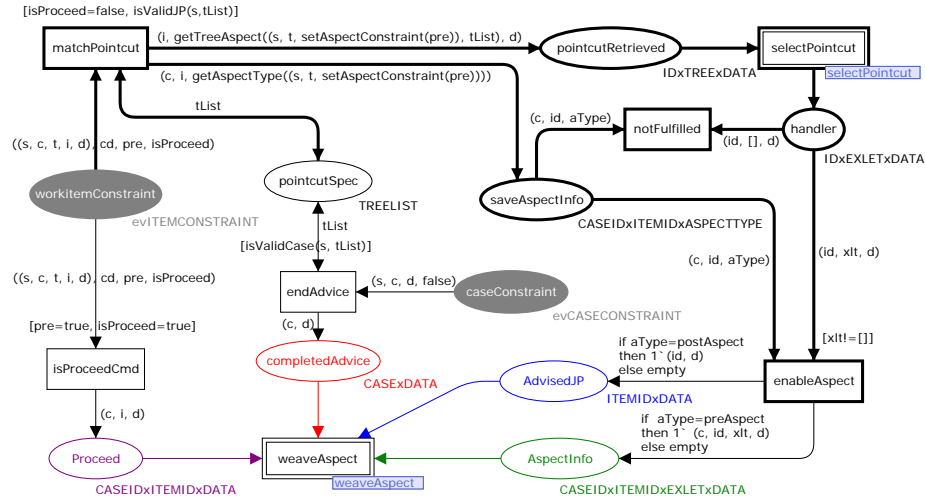 [isProceed=false, isValidJP(s,tList)]
matchPointcut
(i, getTreeAspect((s, t, setAspectConstraint(pre)), tList), d)
pointcutRetrieved
selectPointcut
IDxTREExDATA
selectPointcut
(c, i, getAspectType((s, t, setAspectConstraint(pre))))
tList
(c, id, aType)
notFulfilled
handler
(id, [], d)
IDxEXLETxDATA
((s, c, t, i, d), cd, pre, isProceed)
workitemConstraint
evITEMCONSTRAINT
pointcutSpec
TREELIST
saveAspectInfo
CASEIDxITEMIDxASPECTTYPE
tList
[isValidCase(s, tList)]
(c, id, aType)
(id, xlt, d)
((s, c, t, i, d), cd, pre, isProceed)
endAdvice
(s, c, d, false)
caseConstraint
evCASECONSTRAINT
[pre=true, isProceed=true]
(c, d)
[xlt!=[]]
isProceedCmd
completedAdvice
CASExDATA
if aType=postAspect
then 1`(id, d)
else empty
AdvisedJP
ITEMIDxDATA
enableAspect
(c, i, d)
if  aType=preAspect
then 1` (c, id, xlt, d)
else empty
Proceed
CASEIDxITEMIDxDATA
weaveAspect
weaveAspect
AspectInfo
CASEIDxITEMIDxEXLETxDATA